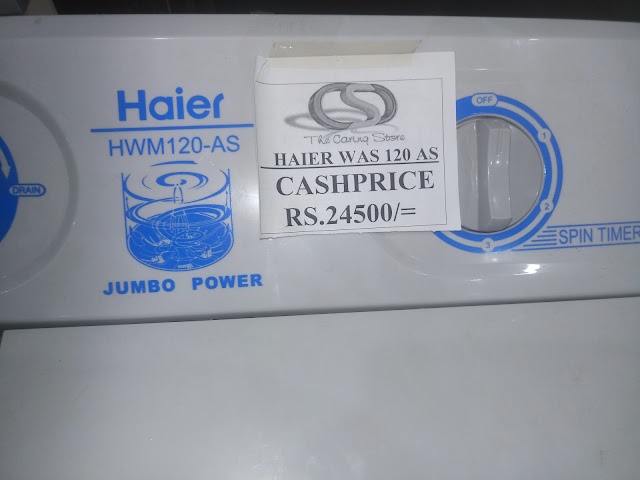 Haier
HWM120-AS
JUMBO POWER
DRAIN
CSD
The Caring Store
HAIER WAS 120 AS
CASHPRICE
RS.24500/=
OFF
1
2
3
SPIN TIMER